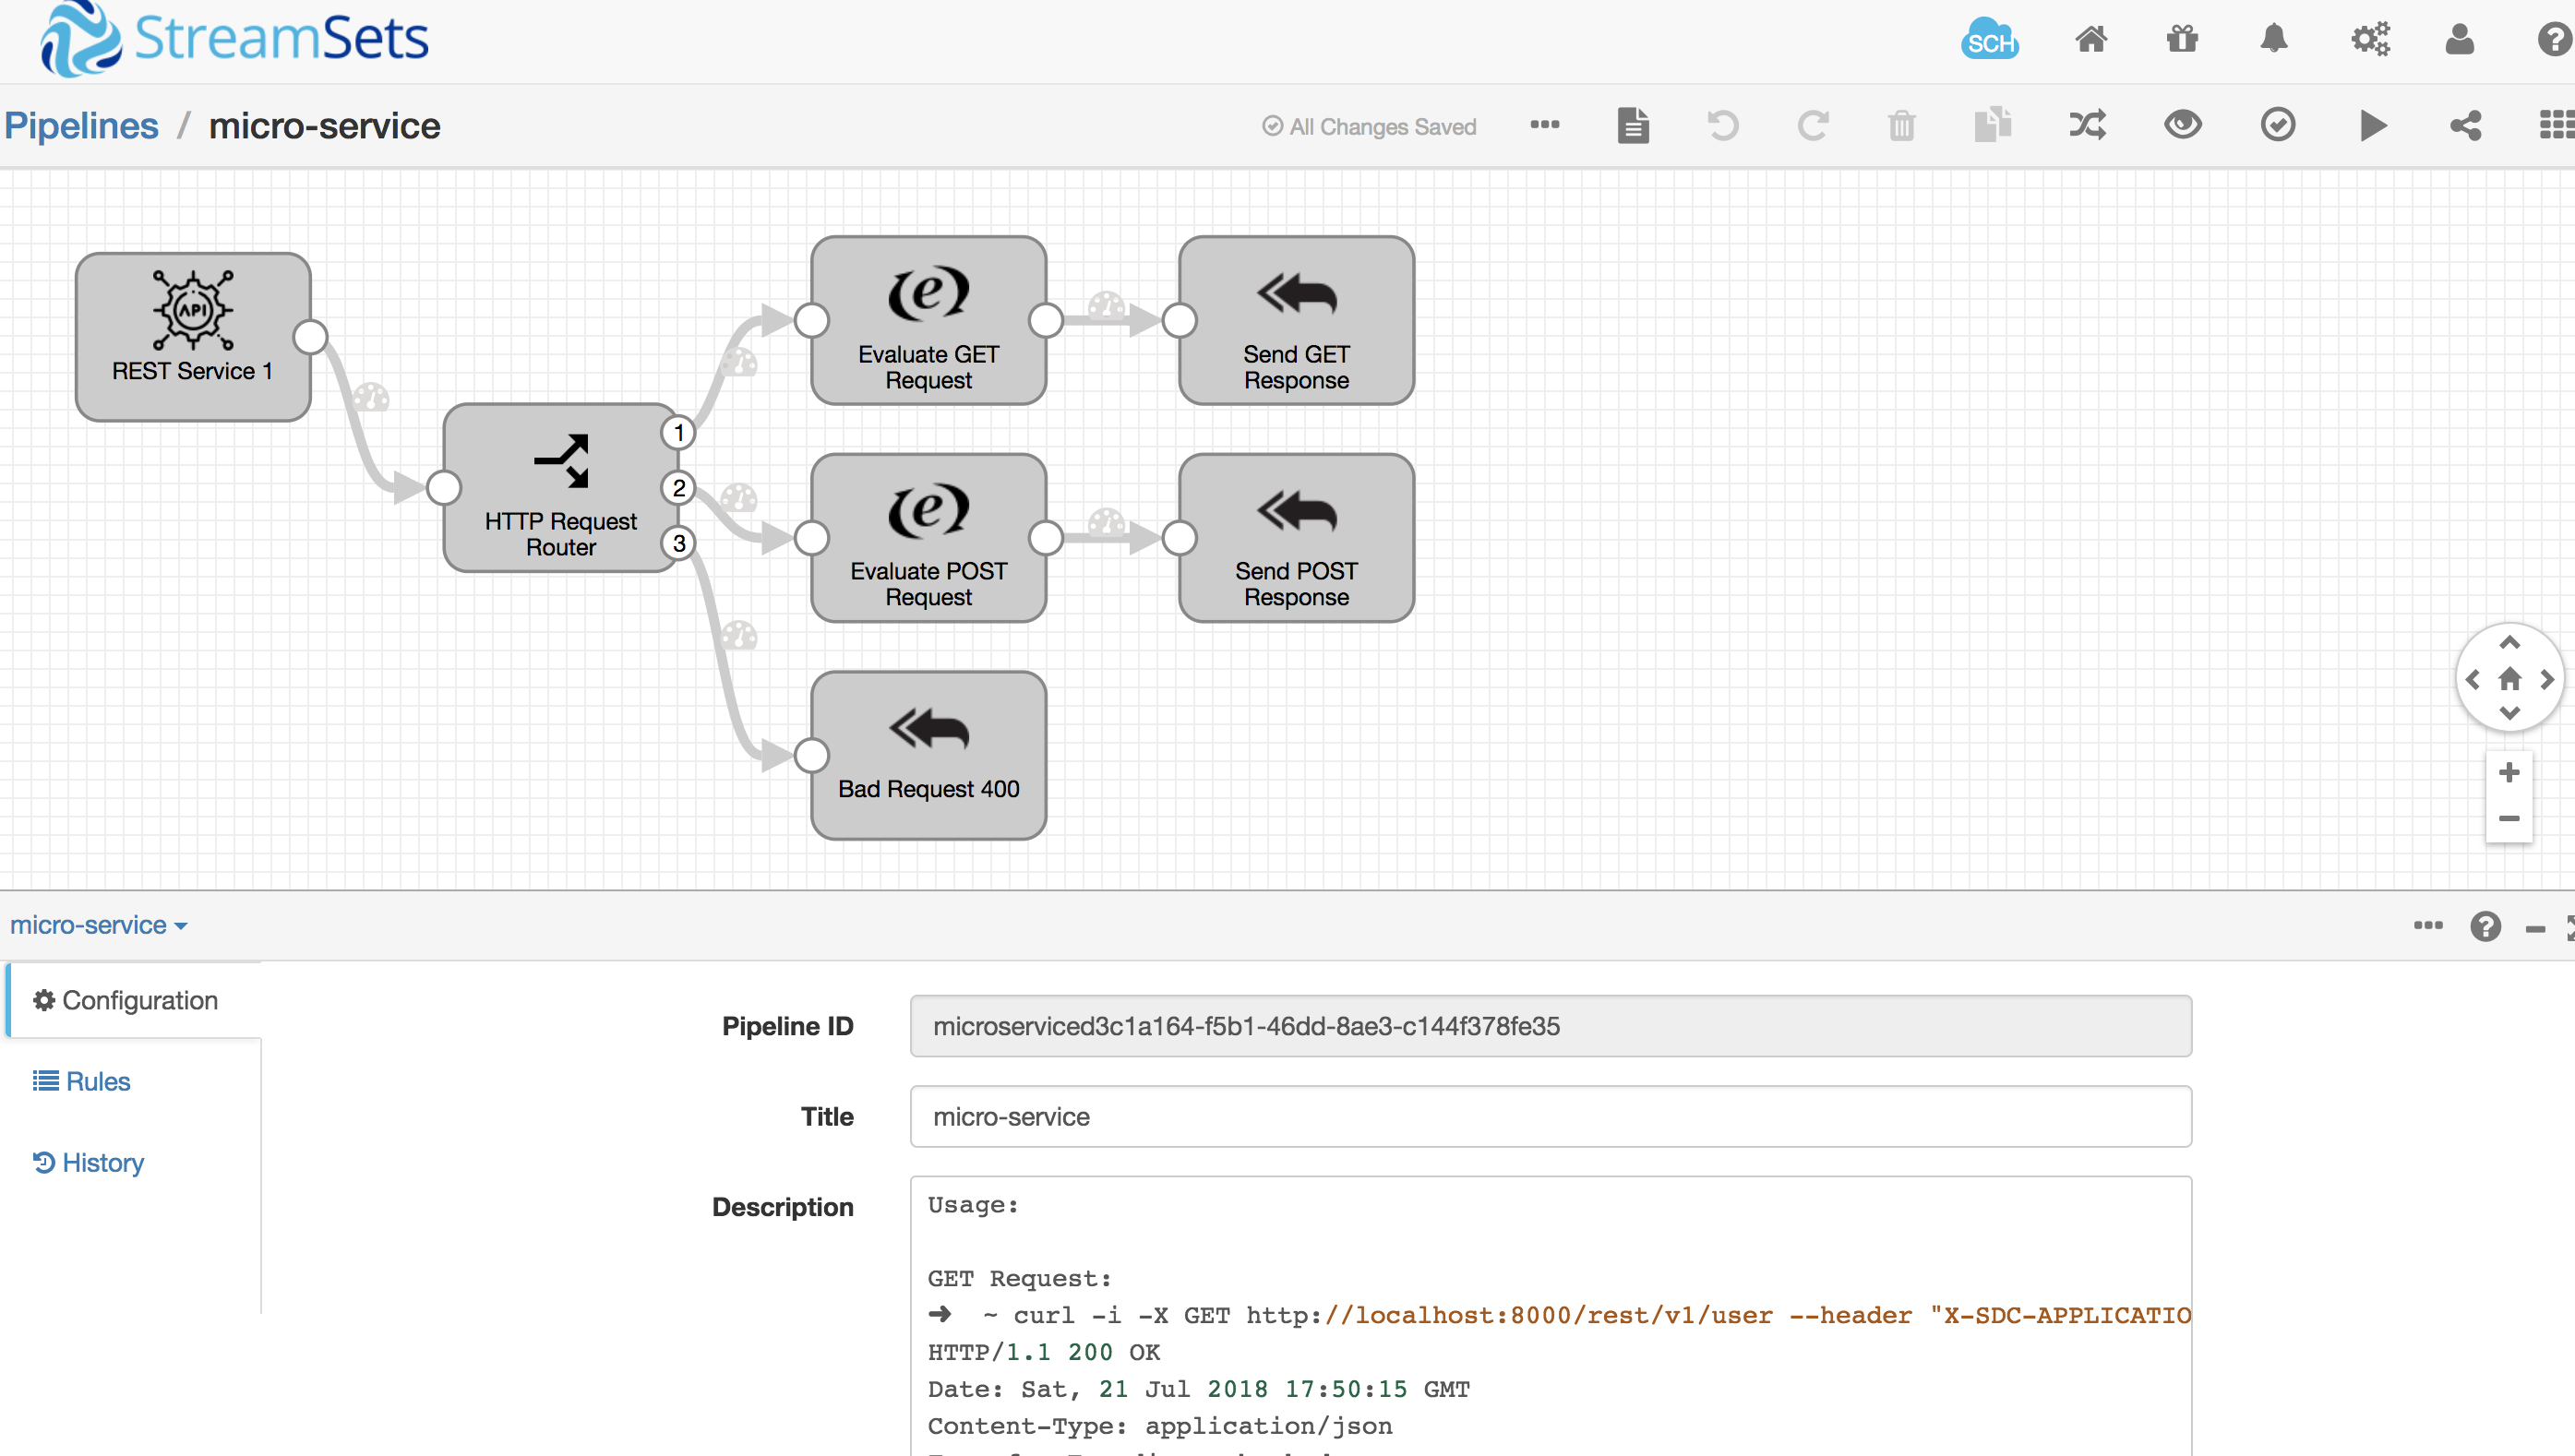 StreamSets
SCH
Pipelines / micro-service
All Changes Saved
API
REST Service 1
HTTP Request
Router
1
2
3
e
Evaluate GET
Request
Send GET
Response
e
Evaluate POST
Request
Send POST
Response
Bad Request 400
micro-service
Configuration
Rules
History
Pipeline ID
microserviced3c1a164-f5b1-46dd-8ae3-c144f378fe35
Title
micro-service
Description
Usage:
GET Request:
➜ ~ curl -i -X GET http://localhost:8000/rest/v1/user --header "X-SDC-APPLICATIO
HTTP/1.1 200 OK
Date: Sat, 21 Jul 2018 17:50:15 GMT
Content-Type: application/json